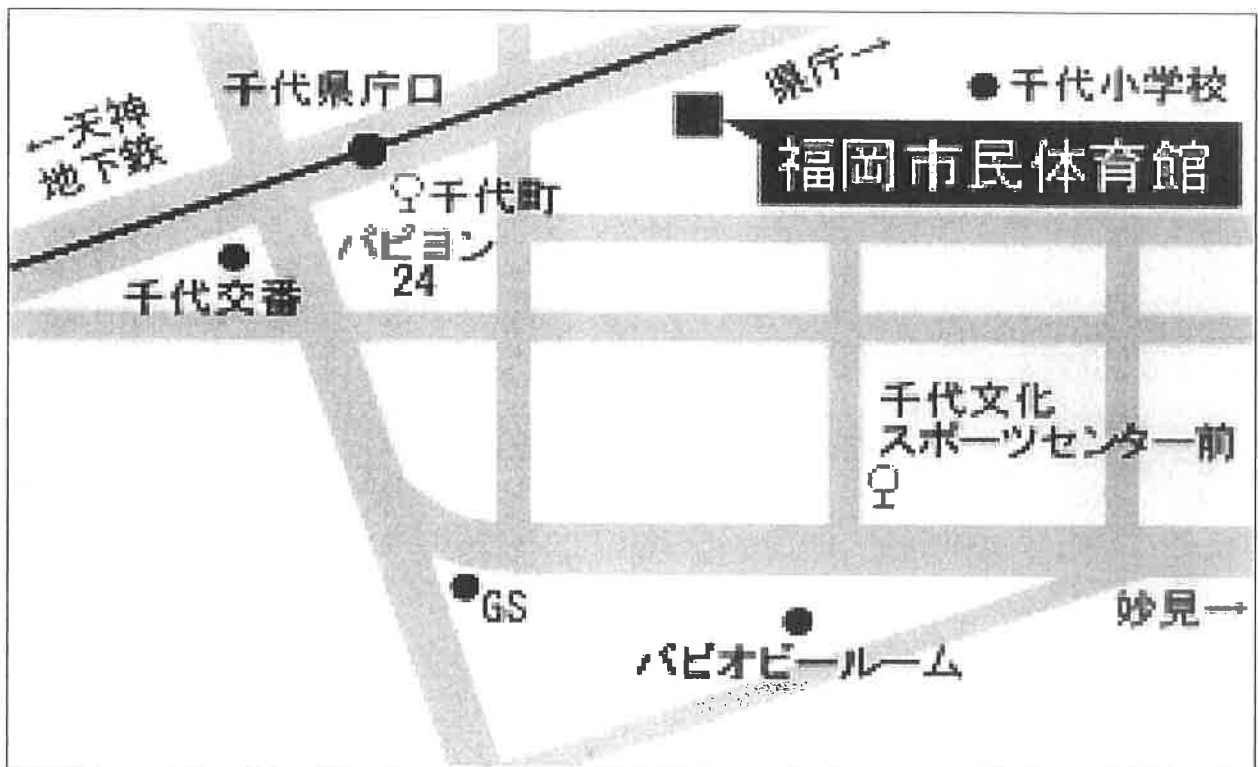 県庁→
千代県庁口
千代小学校
←天神
地下鉄
福岡市民体育館
千代町
パピヨン
24
千代交番
千代文化
スポーツセンター前
GS
妙見→
パピオビールーム